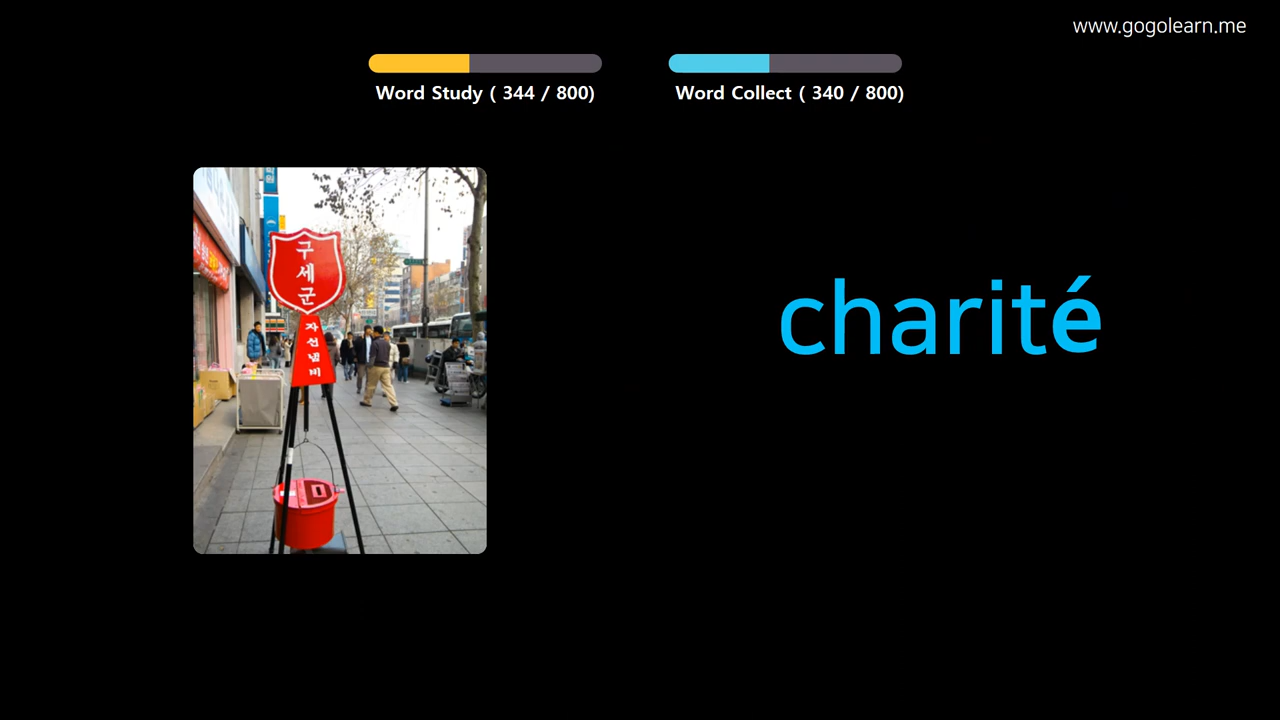 www.gogolearn.me
Word Study ( 344 / 800)
Word Collect ( 340 / 800)
구세군
자선냄비
charité